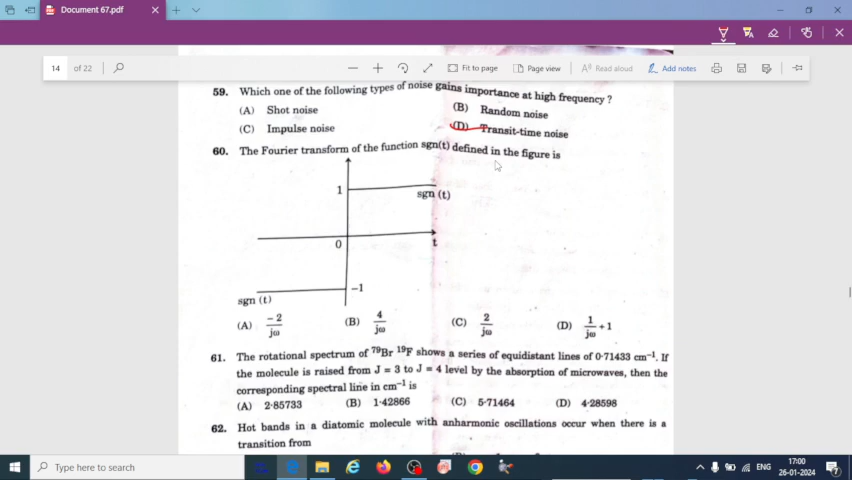 Document 67.pdf
14 of 22
Fit to page
Page view
Read aloud
Add notes
59. Which one of the following types of noise gains importance at high frequency ?
(A) Shot noise
(B) Random noise
(C) Impulse noise
(D) Transit-time noise
60. The Fourier transform of the function sgn(t) defined in the figure is
1
sgn (t)
0
t
-1
sgn (t)
(A) -2/jω (B) 4/jω (C) 2/jω (D) 1/jω +1
61. The rotational spectrum of ⁷⁹Br ¹⁹F shows a series of equidistant lines of 0·71433 cm⁻¹. If
the molecule is raised from J = 3 to J = 4 level by the absorption of microwaves, then the
corresponding spectral line in cm⁻¹ is
(A) 2·85733 (B) 1·42866 (C) 5·71464 (D) 4·28598
62. Hot bands in a diatomic molecule with anharmonic oscillations occur when there is a
transition from
Type here to search
ENG
17:00
26-01-2024